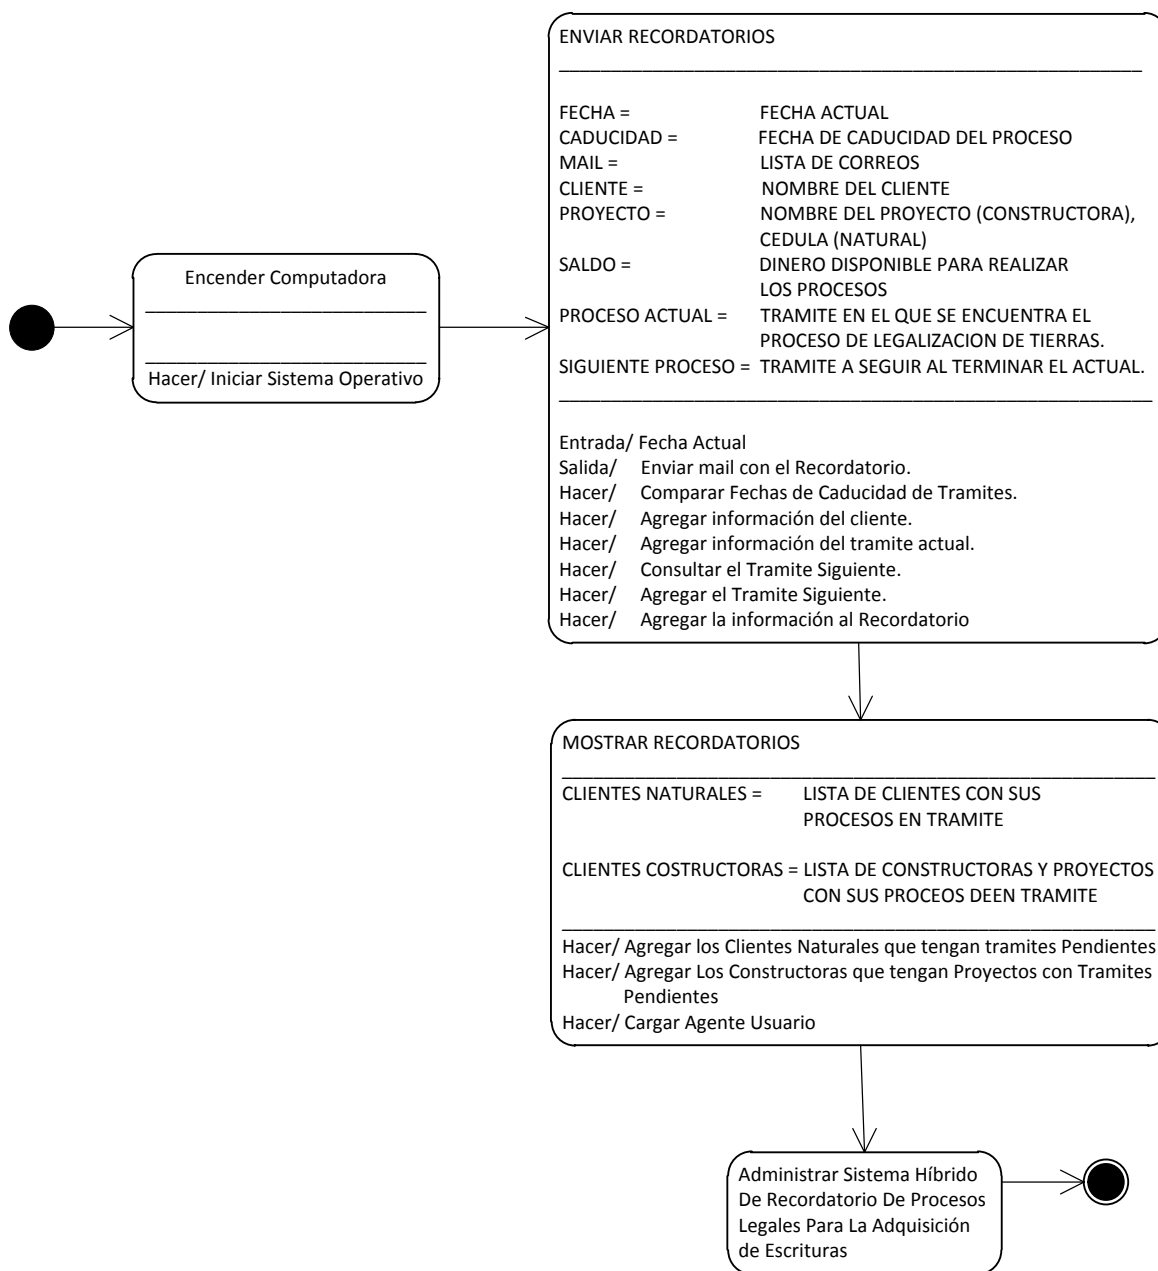 ENVIAR RECORDATORIOS
FECHA = FECHA ACTUAL
CADUCIDAD = FECHA DE CADUCIDAD DEL PROCESO
MAIL = LISTA DE CORREOS
CLIENTE = NOMBRE DEL CLIENTE
PROYECTO = NOMBRE DEL PROYECTO (CONSTRUCTORA),
CEDULA (NATURAL)
SALDO = DINERO DISPONIBLE PARA REALIZAR
LOS PROCESOS
PROCESO ACTUAL = TRAMITE EN EL QUE SE ENCUENTRA EL
PROCESO DE LEGALIZACION DE TIERRAS.
SIGUIENTE PROCESO = TRAMITE A SEGUIR AL TERMINAR EL ACTUAL.
Entrada/ Fecha Actual
Salida/ Enviar mail con el Recordatorio.
Hacer/ Comparar Fechas de Caducidad de Tramites.
Hacer/ Agregar información del cliente.
Hacer/ Agregar información del tramite actual.
Hacer/ Consultar el Tramite Siguiente.
Hacer/ Agregar el Tramite Siguiente.
Hacer/ Agregar la información al Recordatorio
Encender Computadora
Hacer/ Iniciar Sistema Operativo
MOSTRAR RECORDATORIOS
CLIENTES NATURALES = LISTA DE CLIENTES CON SUS
PROCESOS EN TRAMITE
CLIENTES COSTRUCTORAS = LISTA DE CONSTRUCTORAS Y PROYECTOS
CON SUS PROCEOS DEEN TRAMITE
Hacer/ Agregar los Clientes Naturales que tengan tramites Pendientes
Hacer/ Agregar Los Constructoras que tengan Proyectos con Tramites
Pendientes
Hacer/ Cargar Agente Usuario
Administrar Sistema Híbrido
De Recordatorio De Procesos
Legales Para La Adquisición
de Escrituras